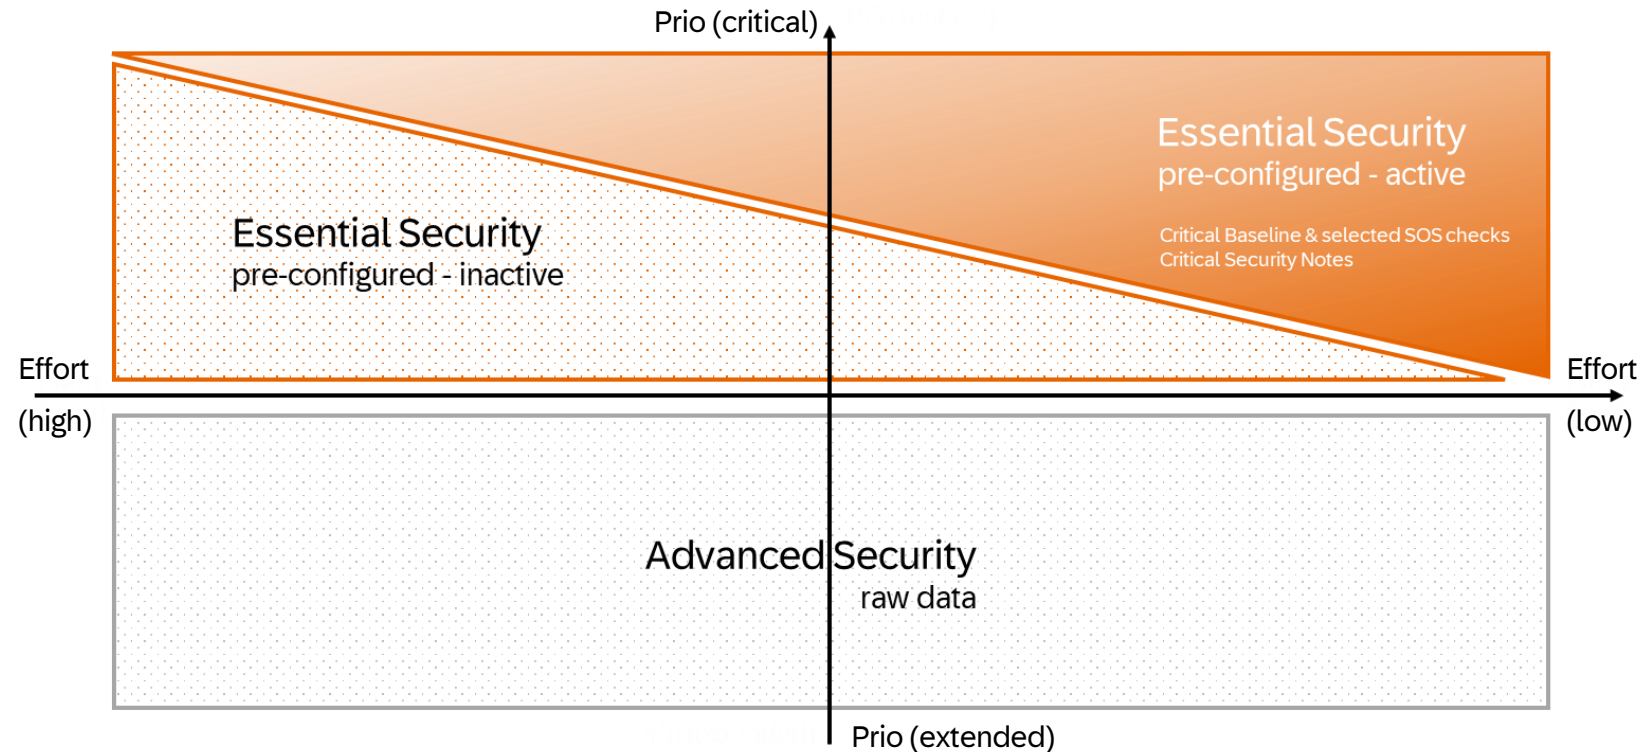 Prio (critical)
Essential Security
pre-configured - active
Critical Baseline & selected SOS checks
Critical Security Notes
Essential Security
pre-configured - inactive
Effort
(high)
Effort
(low)
Advanced Security
raw data
Prio (extended)